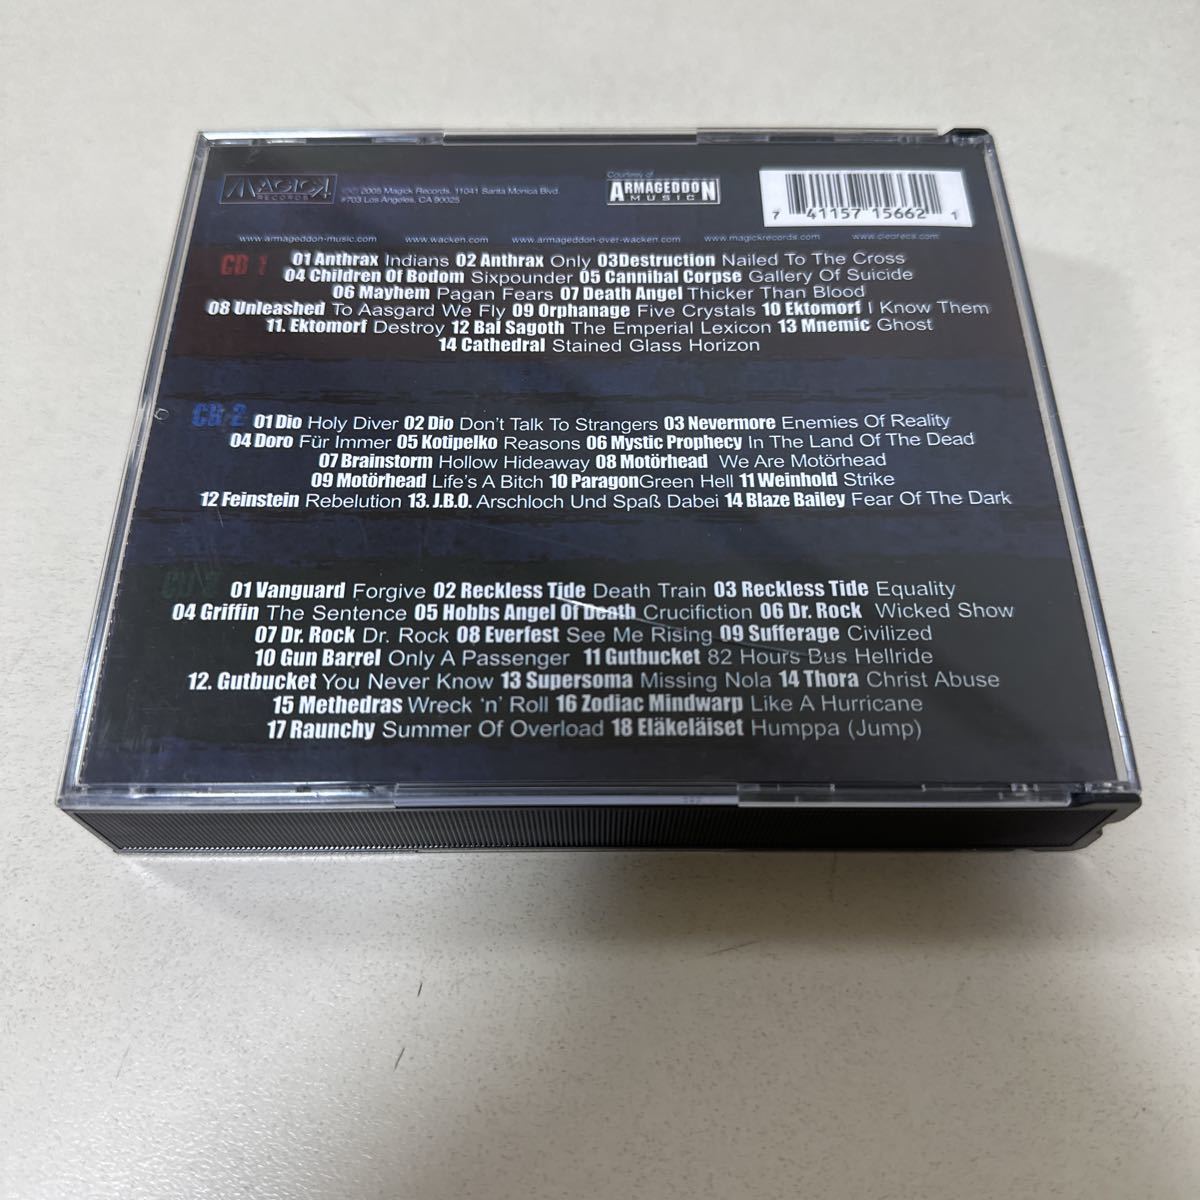 MAGICK RECORDS
℗© 2005 Magick Records, 11041 Santa Monica Blvd.
#703 Los Angeles, CA 90025
Courtesy of
ARMAGEDDON
MUSIC
7 41157 15662 1
www.armageddon-music.com www.wacken.com www.armageddon-over-wacken.com www.magickrecords.com www.clearecs.com
CD 1
01 Anthrax Indians 02 Anthrax Only 03Destruction Nailed To The Cross
04 Children Of Bodom Sixpounder 05 Cannibal Corpse Gallery Of Suicide
06 Mayhem Pagan Fears 07 Death Angel Thicker Than Blood
08 Unleashed To Aasgard We Fly 09 Orphanage Five Crystals 10 Ektomorf I Know Them
11. Ektomorf Destroy 12 Bal Sagoth The Emperial Lexicon 13 Mnemic Ghost
14 Cathedral Stained Glass Horizon
CD 2
01 Dio Holy Diver 02 Dio Don't Talk To Strangers 03 Nevermore Enemies Of Reality
04 Doro Für Immer 05 Kotipelko Reasons 06 Mystic Prophecy In The Land Of The Dead
07 Brainstorm Hollow Hideaway 08 Motörhead We Are Motörhead
09 Motörhead Life's A Bitch 10 ParagonGreen Hell 11 Weinhold Strike
12 Feinstein Rebelution 13. J.B.O. Arschloch Und Spaß Dabei 14 Blaze Bailey Fear Of The Dark
CD 3
01 Vanguard Forgive 02 Reckless Tide Death Train 03 Reckless Tide Equality
04 Griffin The Sentence 05 Hobbs Angel Of Death Crucifiction 06 Dr. Rock Wicked Show
07 Dr. Rock Dr. Rock 08 Everfest See Me Rising 09 Sufferage Civilized
10 Gun Barrel Only A Passenger 11 Gutbucket 82 Hours Bus Hellride
12. Gutbucket You Never Know 13 Supersoma Missing Nola 14 Thora Christ Abuse
15 Methedras Wreck 'n' Roll 16 Zodiac Mindwarp Like A Hurricane
17 Raunchy Summer Of Overload 18 Eläkeläiset Humppa (Jump)